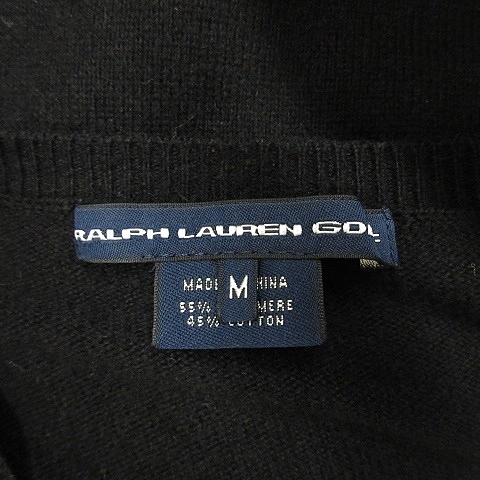 RALPH LAUREN GOL
M
MADE HINA
55% MERE
45% COTTON